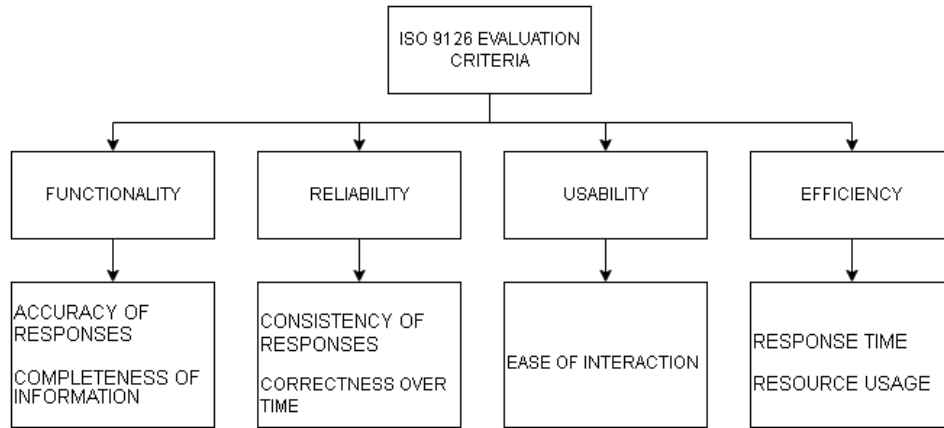 ISO 9126 EVALUATION
CRITERIA
FUNCTIONALITY
RELIABILITY
USABILITY
EFFICIENCY
ACCURACY OF
RESPONSES
COMPLETENESS OF
INFORMATION
CONSISTENCY OF
RESPONSES
CORRECTNESS OVER
TIME
EASE OF INTERACTION
RESPONSE TIME
RESOURCE USAGE